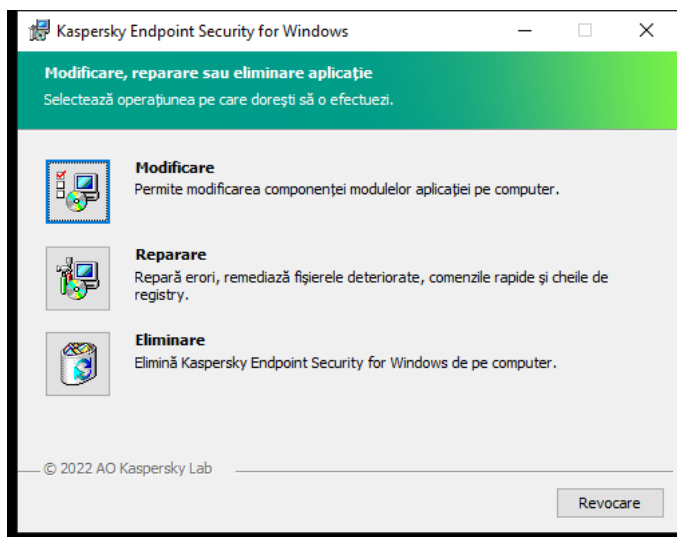 Kaspersky Endpoint Security for Windows
Modificare, reparare sau eliminare aplicație
Selectează operațiunea pe care dorești să o efectuezi.
Modificare
Permite modificarea componenței modulelor aplicației pe computer.
Reparare
Repară erori, remediază fișierele deteriorate, comenzile rapide și cheile de
registry.
Eliminare
Elimină Kaspersky Endpoint Security for Windows de pe computer.
© 2022 AO Kaspersky Lab
Revocare